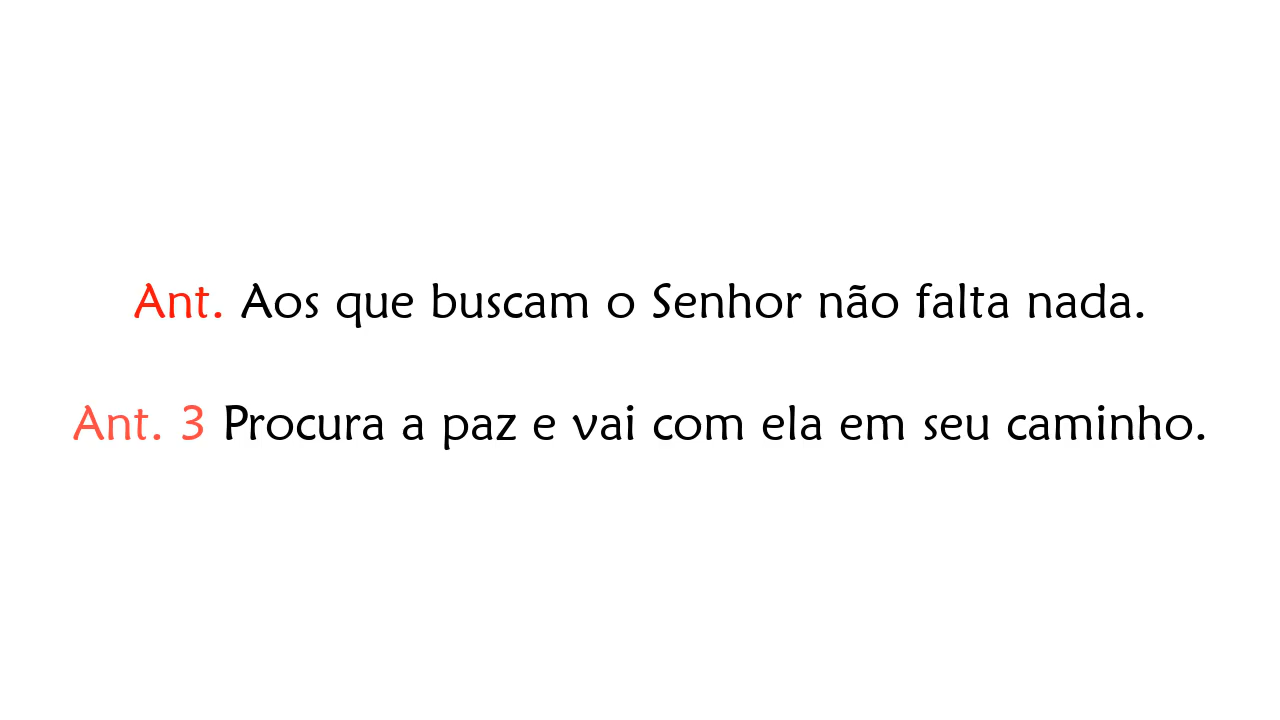 Ant. Aos que buscam o Senhor não falta nada.
Ant. 3 Procura a paz e vai com ela em seu caminho.